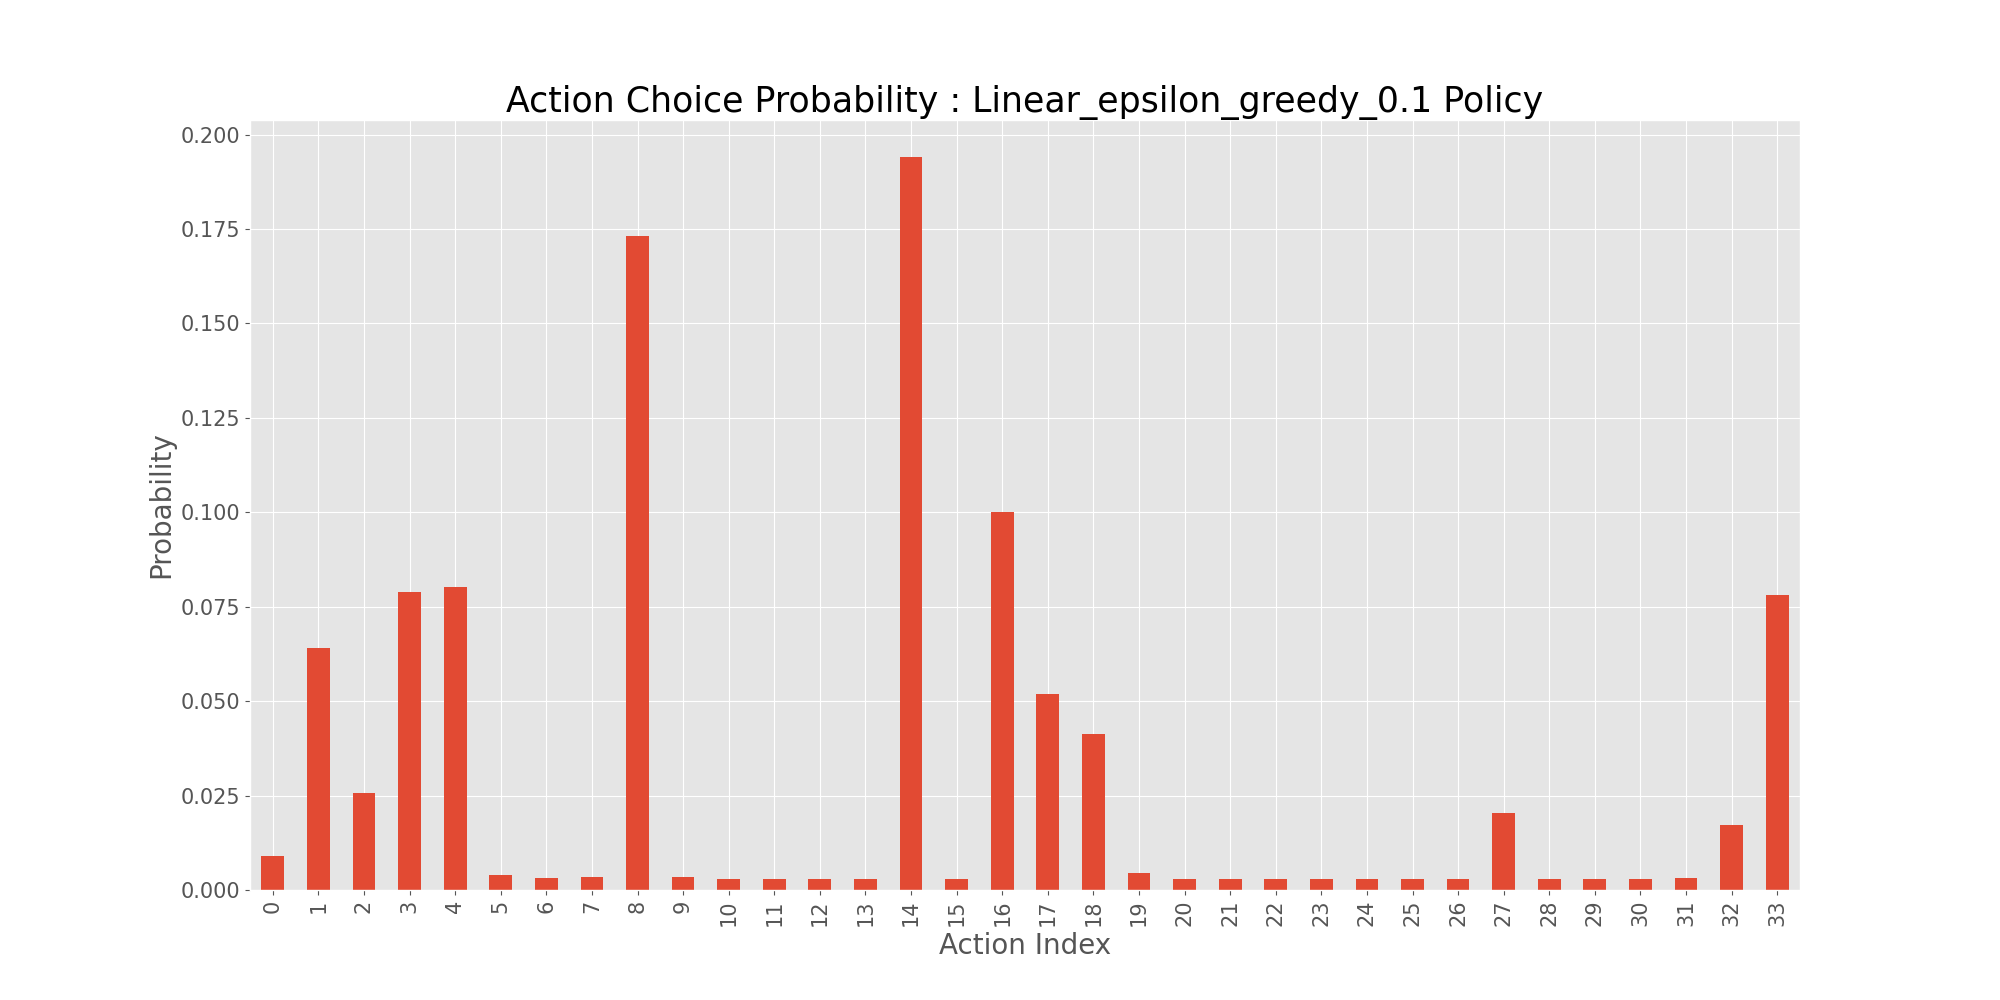 Action Choice Probability : Linear_epsilon_greedy_0.1 Policy
0.200
0.175
0.150
0.125
0.100
0.075
0.050
0.025
0.000
Probability
0 1 2 3 4 5 6 7 8 9 10 11 12 13 14 15 16 17 18 19 20 21 22 23 24 25 26 27 28 29 30 31 32 33
Action Index